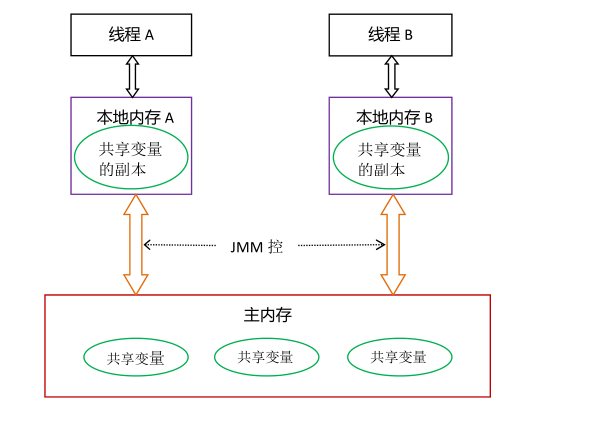 线程 A
线程 B
本地内存 A
共享变量
的副本
本地内存 B
共享变量
的副本
JMM 控
主内存
共享变量
共享变量
共享变量